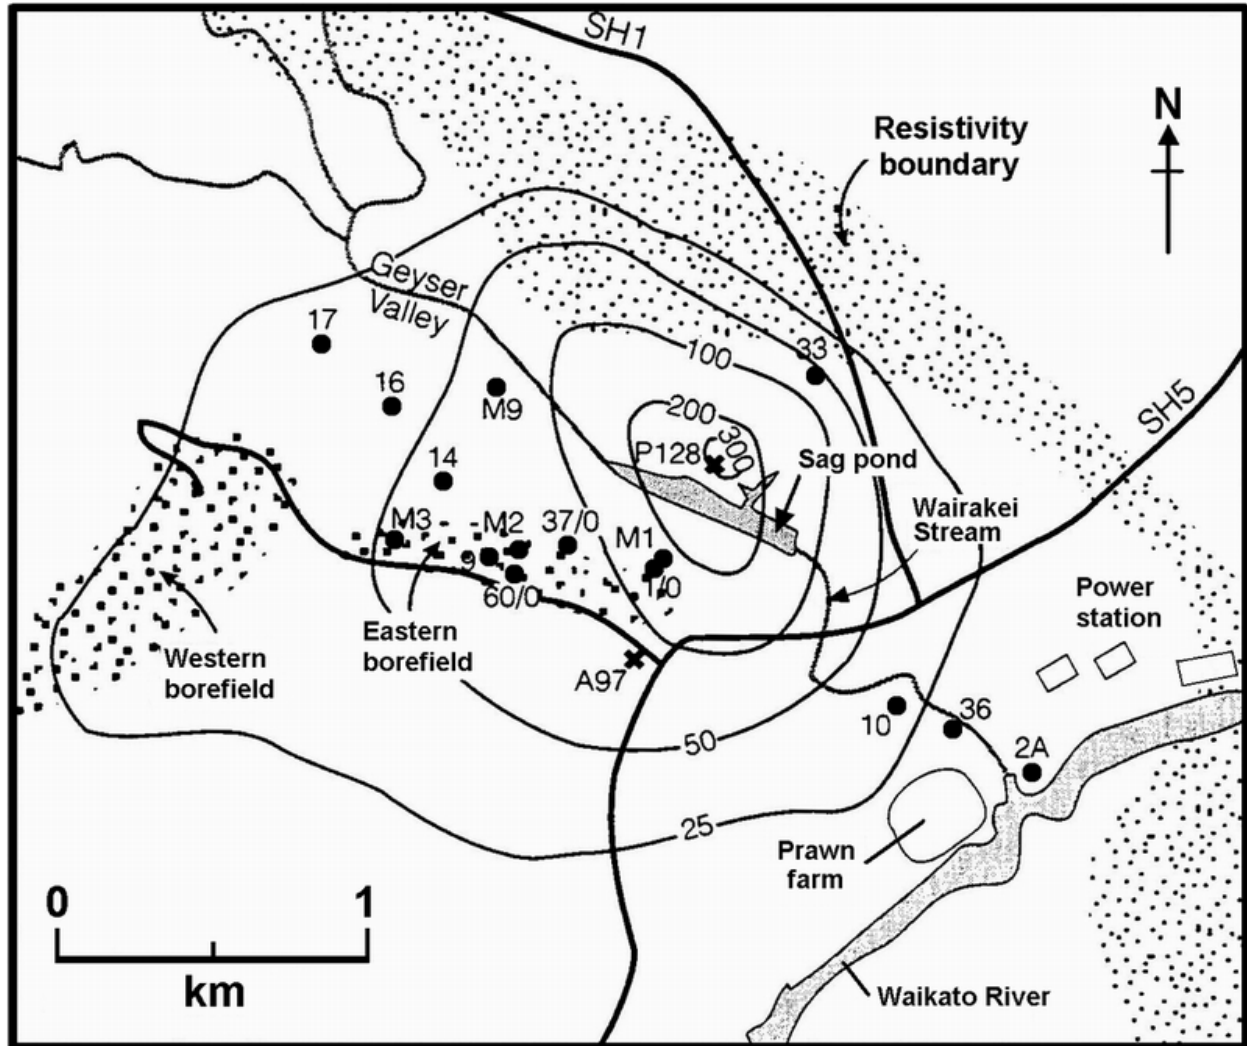 SH1
N
Resistivity
boundary
Geyser
Valley
17
33
100
16
M9
SH5
200
300
P128
Sag pond
14
Wairakei
Stream
M3
M2
37/0
M1
9
60/0
1/0
Power
station
Eastern
borefield
Western
borefield
A97
10
36
50
2A
25
Prawn
farm
0
1
km
Waikato River